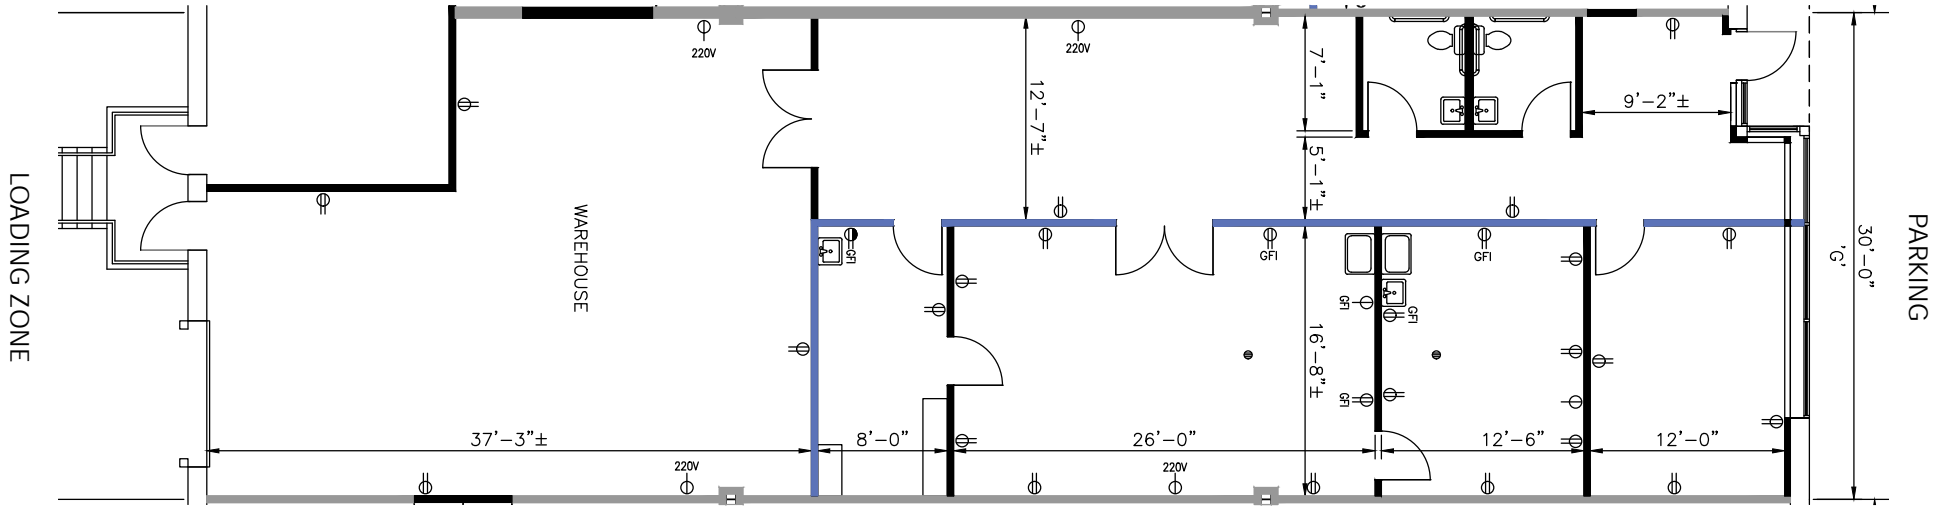 220V
220V
12'-7"±
7'-1"
9'-2"±
5'-1"±
LOADING ZONE
WAREHOUSE
PARKING
30'-0"
'G'
GFI
GFI
GFI
GFI
GFI
16'-8"±
GFI
37'-3"±
8'-0"
26'-0"
12'-6"
12'-0"
220V
220V